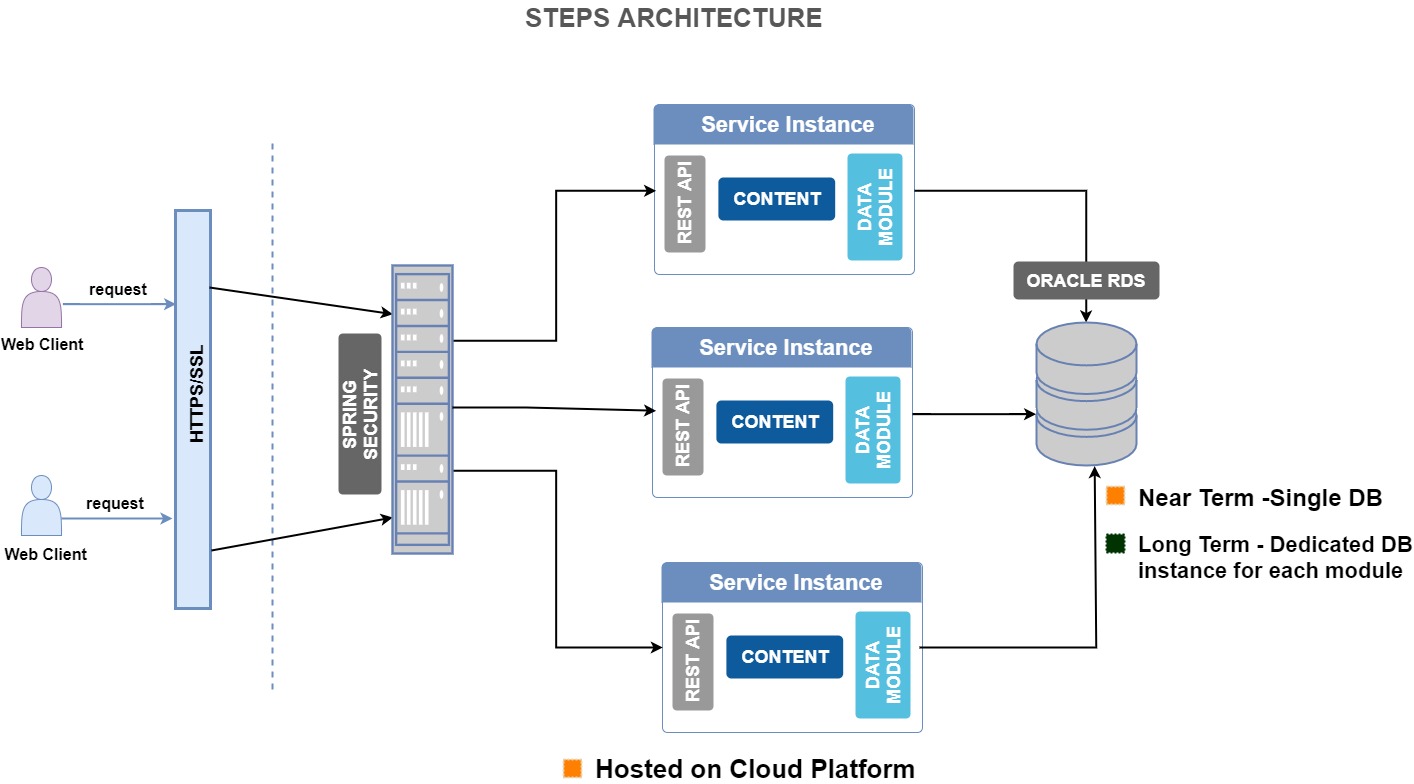 STEPS ARCHITECTURE
request
Web Client
request
Web Client
HTTPS/SSL
SPRING
SECURITY
Service Instance
REST API
CONTENT
DATA
MODULE
Service Instance
REST API
CONTENT
DATA
MODULE
Service Instance
REST API
CONTENT
DATA
MODULE
ORACLE RDS
Near Term -Single DB
Long Term - Dedicated DB
instance for each module
Hosted on Cloud Platform